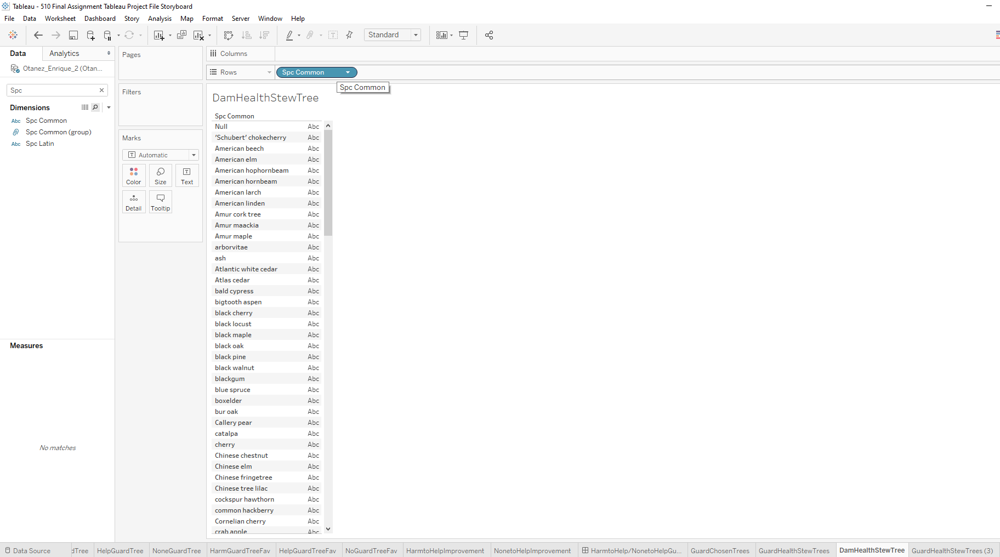 Tableau - 510 Final Assignment Tableau Project File Storyboard
File Data Worksheet Dashboard Story Analysis Map Format Server Window Help
Standard
Data Analytics
Otanez_Enrique_2 (Otan...
Spc
Dimensions
Abc Spc Common
Spc Common (group)
Abc Spc Latin
Measures
No matches
Pages
Filters
Marks
Automatic
Color Size Text
Detail Tooltip
Columns
Rows Spc Common
Spc Common
DamHealthStewTree
Spc Common
Null Abc
'Schubert' chokecherry Abc
American beech Abc
American elm Abc
American hophornbeam Abc
American hornbeam Abc
American larch Abc
American linden Abc
Amur cork tree Abc
Amur maackia Abc
Amur maple Abc
arborvitae Abc
ash Abc
Atlantic white cedar Abc
Atlas cedar Abc
bald cypress Abc
bigtooth aspen Abc
black cherry Abc
black locust Abc
black maple Abc
black oak Abc
black pine Abc
black walnut Abc
blackgum Abc
blue spruce Abc
boxelder Abc
bur oak Abc
Callery pear Abc
catalpa Abc
cherry Abc
Chinese chestnut Abc
Chinese elm Abc
Chinese fringetree Abc
Chinese tree lilac Abc
cockspur hawthorn Abc
common hackberry Abc
Cornelian cherry Abc
crab apple Abc
Data Source dTree HelpGuardTree NoneGuardTree HarmGuardTreeFav HelpGuardTreeFav NoGuardTreeFav HarmtoHelpImprovement NonetoHelpImprovement HarmtoHelp/NonetoHelpGu... GuardChosenTrees GuardHealthStewTrees DamHealthStewTree GuardHealthStewTrees (3)